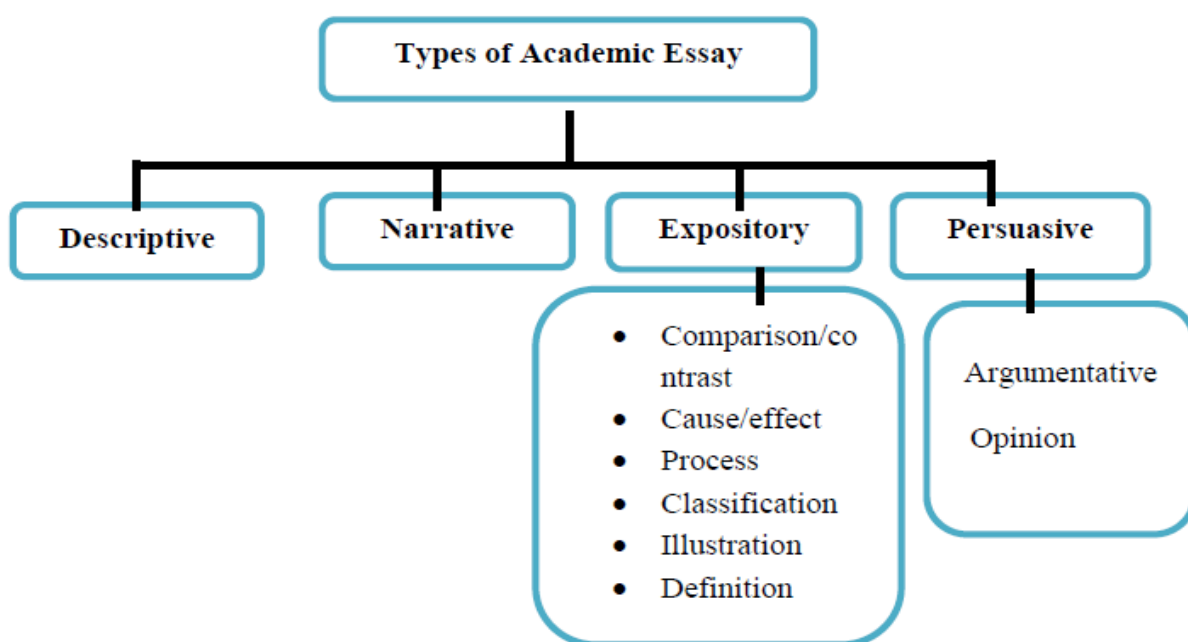 Types of Academic Essay
Descriptive
Narrative
Expository
Persuasive
• Comparison/co
ntrast
• Cause/effect
• Process
• Classification
• Illustration
• Definition
Argumentative
Opinion